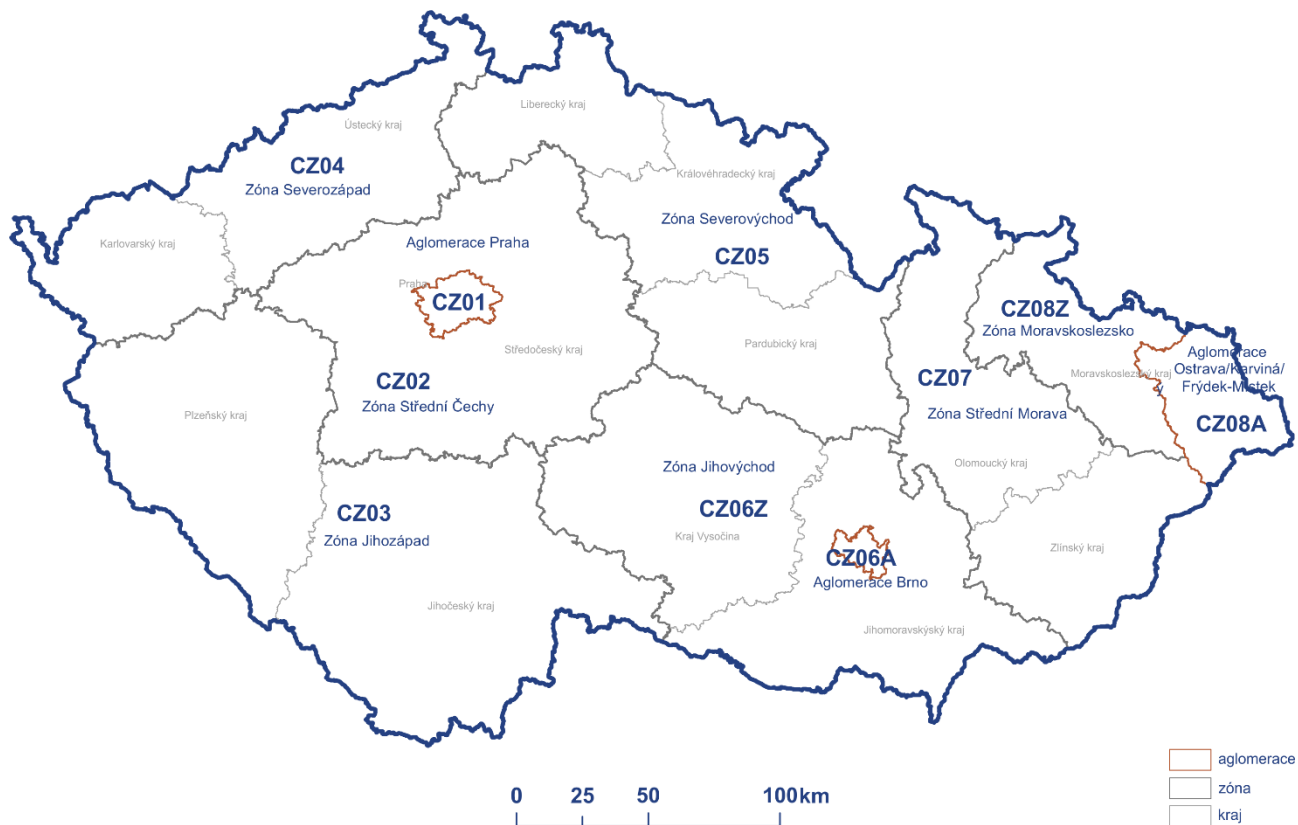 Liberecký kraj
Ústecký kraj
CZ04
Zóna Severozápad
Královéhradecký kraj
Zóna Severovýchod
CZ05
Karlovarský kraj
Aglomerace Praha
Praha
CZ01
CZ08Z
Zóna Moravskoslezsko
Středočeský kraj
Pardubický kraj
Aglomerace
Ostrava/Karviná/
Frýdek-Místek
Moravskoslezský kraj
CZ08A
CZ02
Zóna Střední Čechy
CZ07
Zóna Střední Morava
Plzeňský kraj
Zóna Jihovýchod
CZ06Z
Kraj Vysočina
Olomoucký kraj
CZ03
Zóna Jihozápad
CZ06A
Aglomerace Brno
Zlínský kraj
Jihočeský kraj
Jihomoravskýský kraj
aglomerace
zóna
kraj
0 25 50 100km